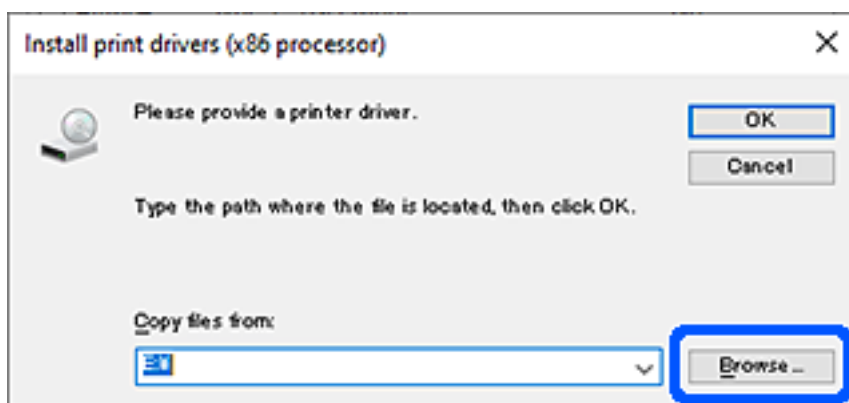 Install print drivers (x86 processor)
Please provide a printer driver.
OK
Cancel
Type the path where the file is located, then click OK.
Copy files from:
Browse...